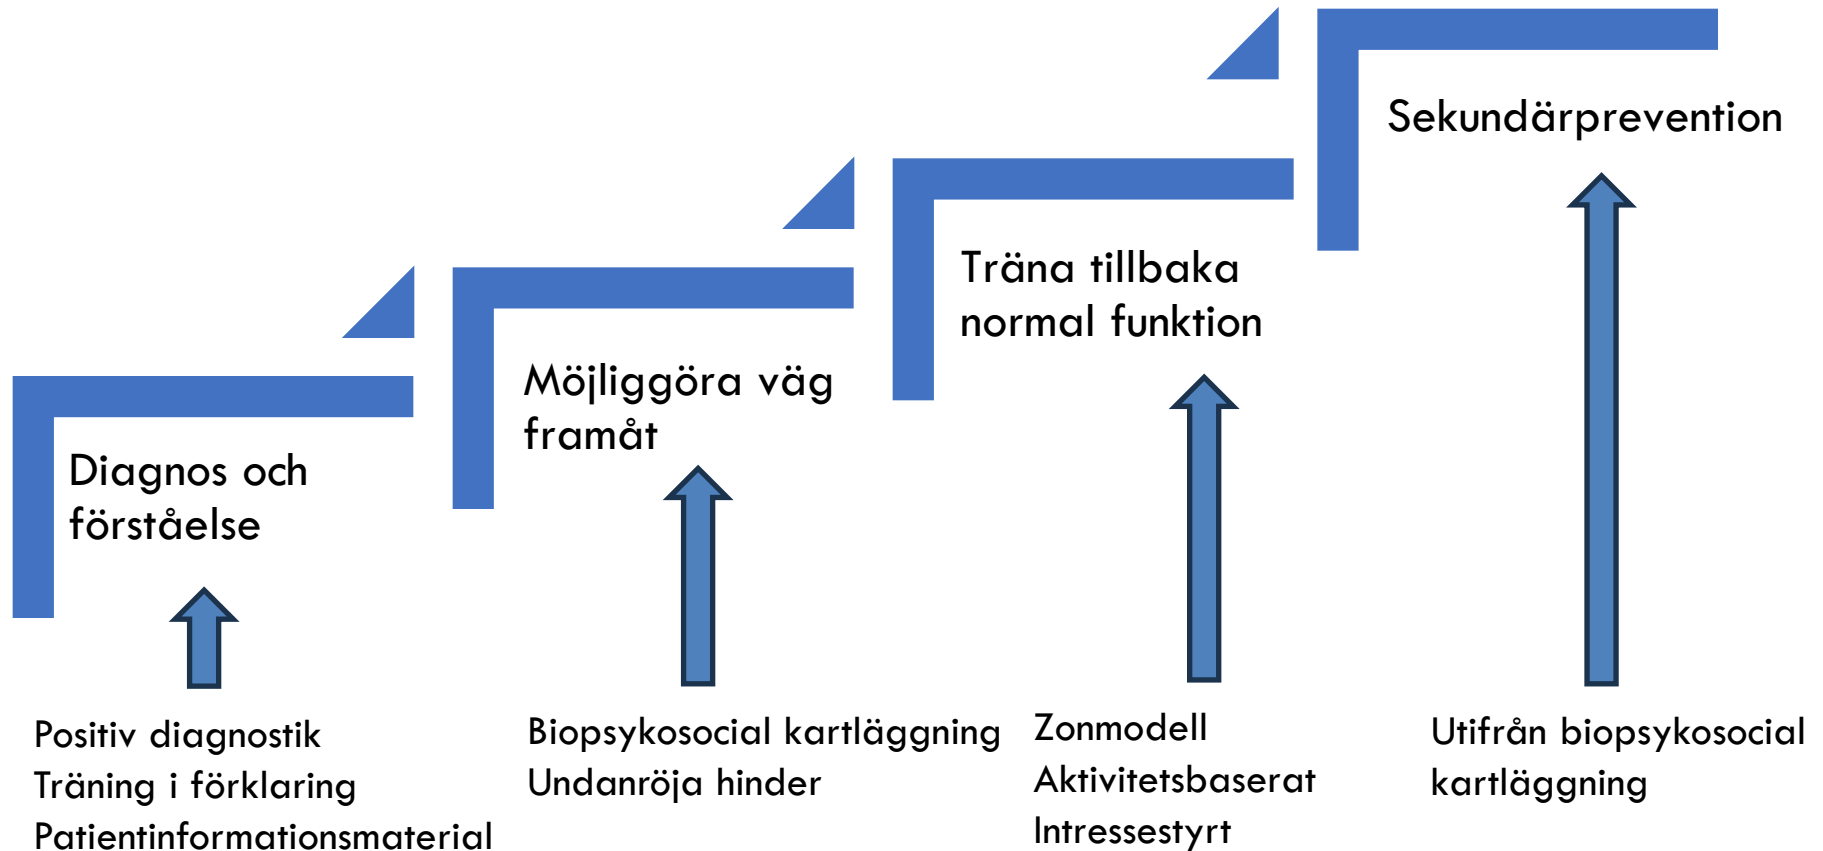 Sekundärprevention
Träna tillbaka
normal funktion
Möjliggöra väg
framåt
Diagnos och
förståelse
Positiv diagnostik
Träning i förklaring
Patientinformationsmaterial
Biopsykosocial kartläggning
Undanröja hinder
Zonmodell
Aktivitetsbaserat
Intressestyrt
Utifrån biopsykosocial
kartläggning